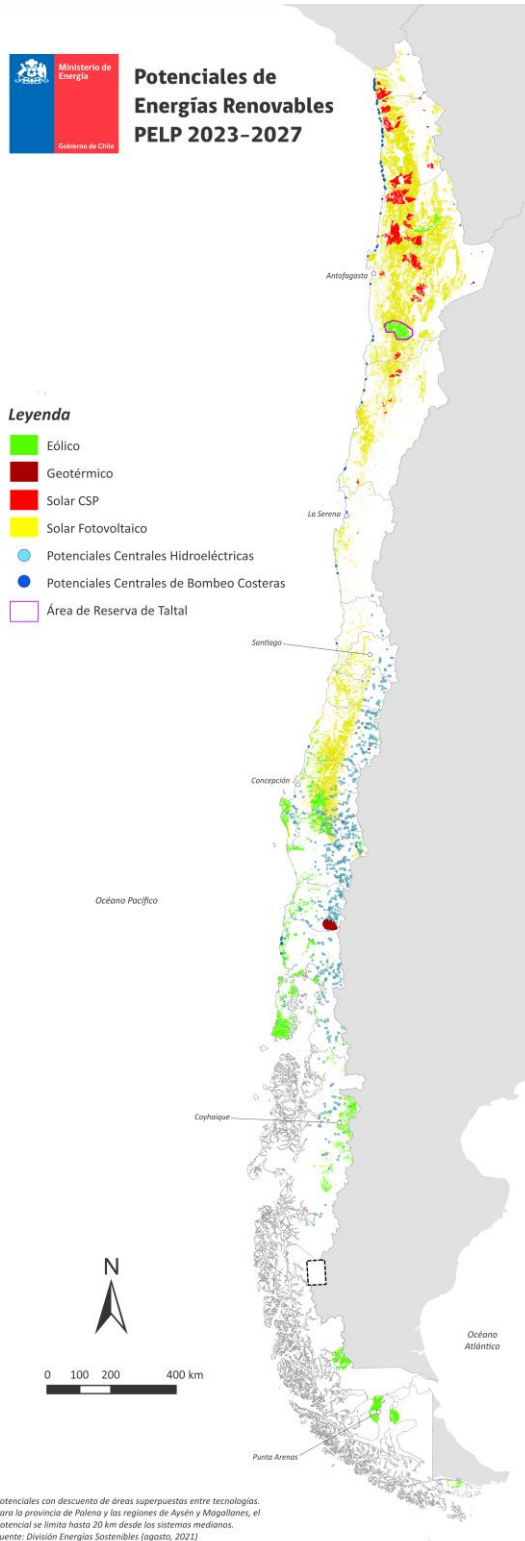 Ministerio de
Energía
Gobierno de Chile
Potenciales de
Energías Renovables
PELP 2023–2027
Antofagasta
Leyenda
Eólico
Geotérmico
Solar CSP
Solar Fotovoltaico
Potenciales Centrales Hidroeléctricas
Potenciales Centrales de Bombeo Costeras
Área de Reserva de Taltal
La Serena
Santiago
Concepción
Océano Pacífico
Coyhaique
N
0 100 200 400 km
Océano
Atlántico
Punta Arenas
otenciales con descuento de áreas superpuestas entre tecnologías.
ara la provincia de Palena y las regiones de Aysén y Magallanes, el
otencial se limita hasta 20 km desde los sistemas medianos.
uente: División Energías Sostenibles (agosto, 2021)